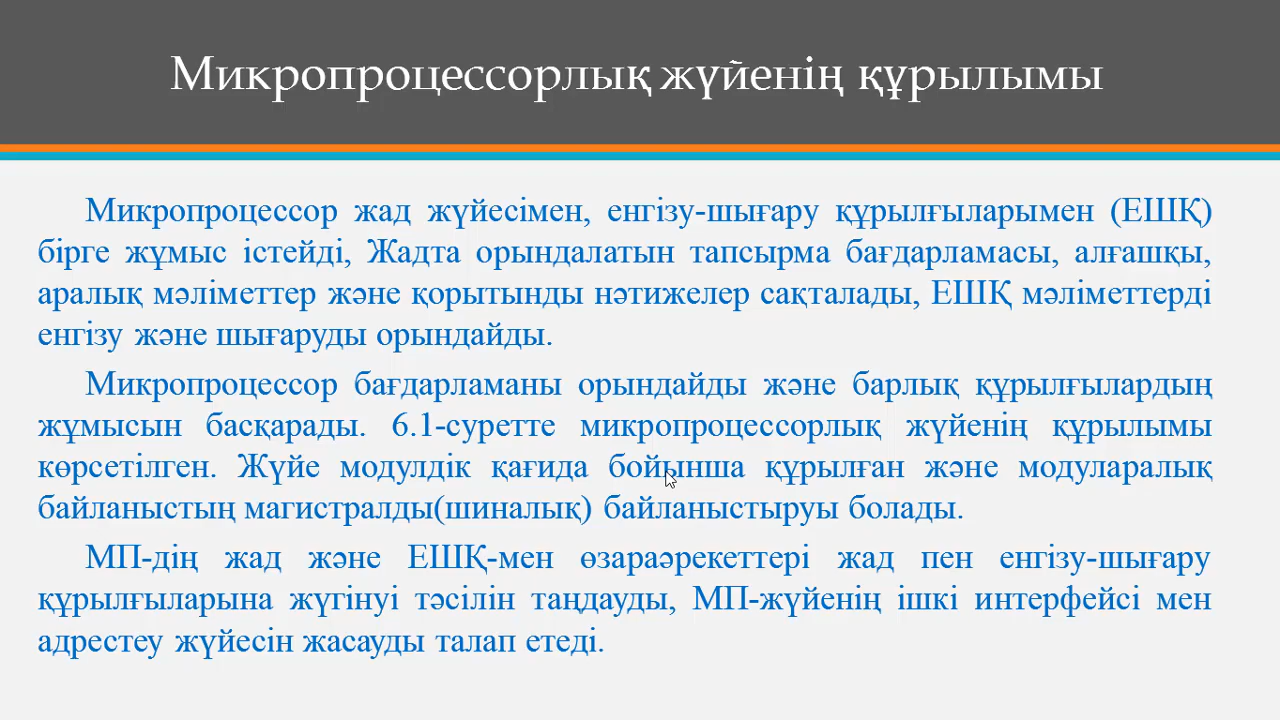 Микропроцессорлық жүйенің құрылымы
Микропроцессор жад жүйесімен, енгізу-шығару құрылғыларымен (ЕШҚ)
бірге жұмыс істейді, Жадта орындалатын тапсырма бағдарламасы, алғашқы,
аралық мәліметтер және қорытынды нәтижелер сақталады, ЕШҚ мәліметтерді
енгізу және шығаруды орындайды.
Микропроцессор бағдарламаны орындайды және барлық құрылғылардың
жұмысын басқарады. 6.1-суретте микропроцессорлық жүйенің құрылымы
көрсетілген. Жүйе модулдік қағида бойынша құрылған және модуларалық
байланыстың магистралды(шиналық) байланыстыруы болады.
МП-дің жад және ЕШҚ-мен өзараәрекеттері жад пен енгізу-шығару
құрылғыларына жүгінуі тәсілін таңдауды, МП-жүйенің ішкі интерфейсі мен
адрестеу жүйесін жасауды талап етеді.